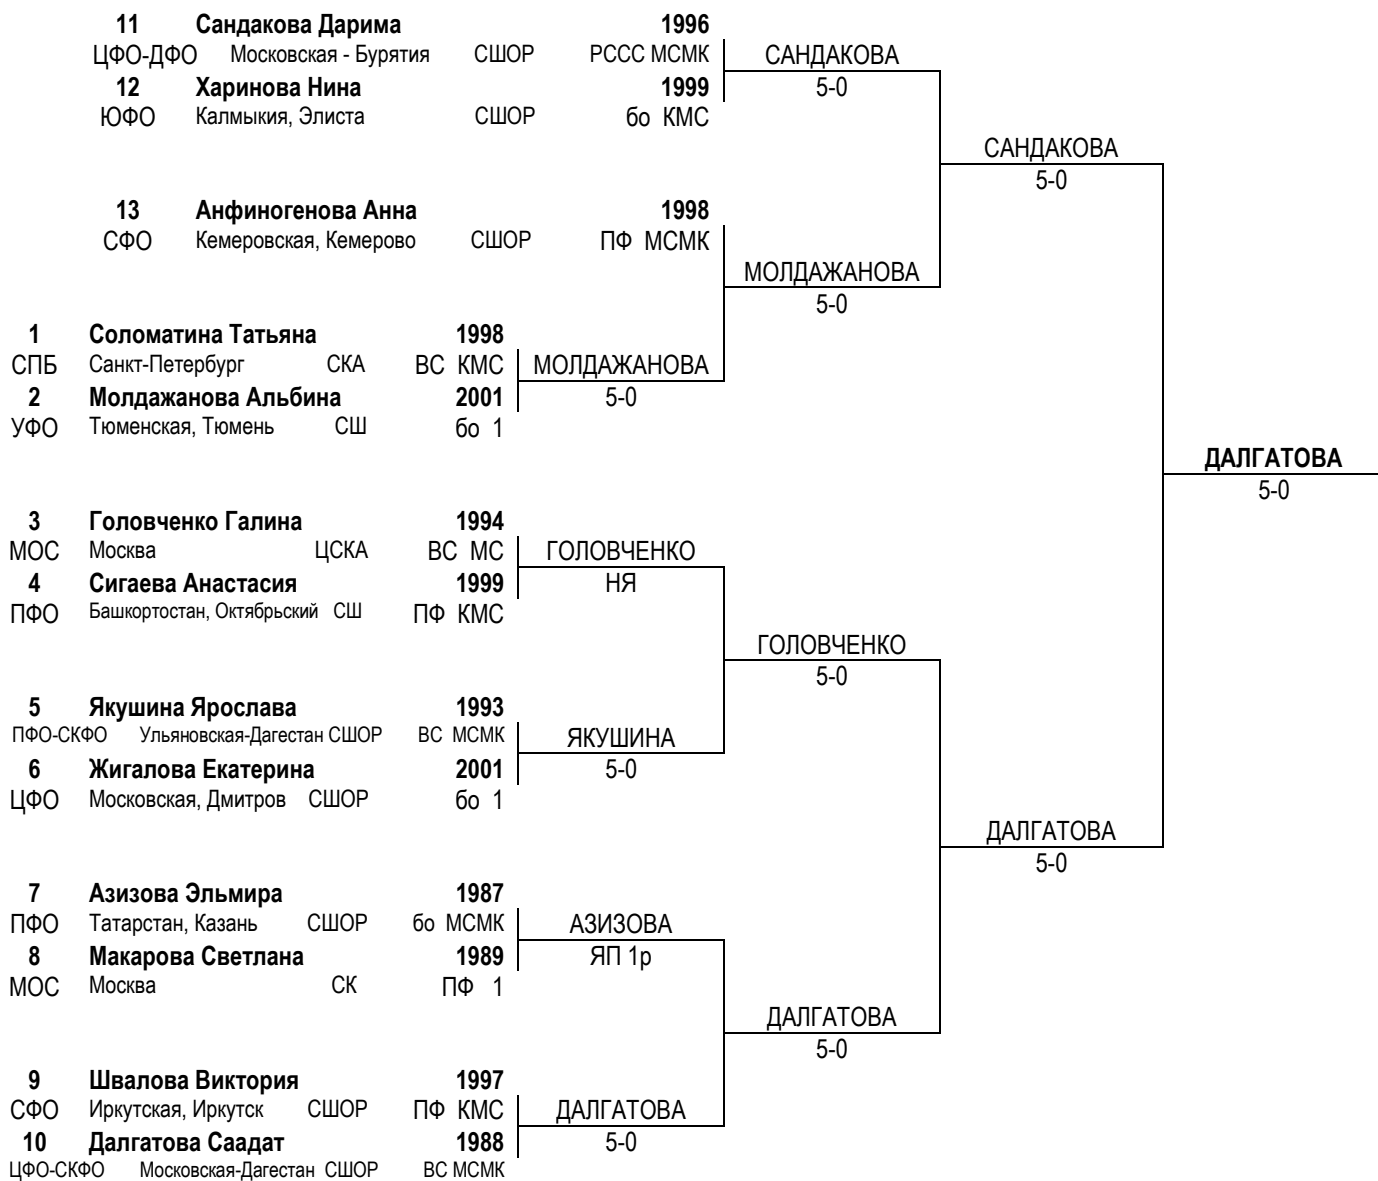 11 Сандакова Дарима 1996
ЦФО-ДФО Московская - Бурятия СШОР РССС МСМК САНДАКОВА
12 Харинова Нина 1999 5-0
ЮФО Калмыкия, Элиста СШОР бо КМС
САНДАКОВА
5-0
13 Анфиногенова Анна 1998
СФО Кемеровская, Кемерово СШОР ПФ МСМК
МОЛДАЖАНОВА
5-0
1 Соломатина Татьяна 1998
СПБ Санкт-Петербург СКА ВС КМС МОЛДАЖАНОВА
2 Молдажанова Альбина 2001 5-0
УФО Тюменская, Тюмень СШ бо 1
ДАЛГАТОВА
5-0
3 Головченко Галина 1994
МОС Москва ЦСКА ВС МС ГОЛОВЧЕНКО
4 Сигаева Анастасия 1999 НЯ
ПФО Башкортостан, Октябрьский СШ ПФ КМС
ГОЛОВЧЕНКО
5-0
5 Якушина Ярослава 1993
ПФО-СКФО Ульяновская-Дагестан СШОР ВС МСМК ЯКУШИНА
6 Жигалова Екатерина 2001 5-0
ЦФО Московская, Дмитров СШОР бо 1
ДАЛГАТОВА
5-0
7 Азизова Эльмира 1987
ПФО Татарстан, Казань СШОР бо МСМК АЗИЗОВА
8 Макарова Светлана 1989 ЯП 1р
МОС Москва СК ПФ 1
ДАЛГАТОВА
5-0
9 Швалова Виктория 1997
СФО Иркутская, Иркутск СШОР ПФ КМС ДАЛГАТОВА
10 Далгатова Саадат 1988 5-0
ЦФО-СКФО Московская-Дагестан СШОР ВС МСМК